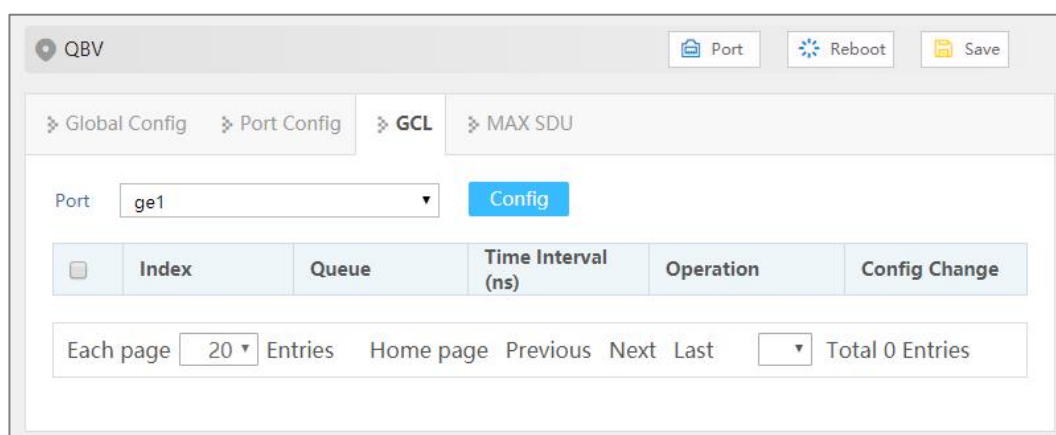 QBV Port Reboot Save
Global Config Port Config GCL MAX SDU
Port ge1 Config
Index Queue Time Interval (ns) Operation Config Change
Each page 20 Entries Home page Previous Next Last Total 0 Entries